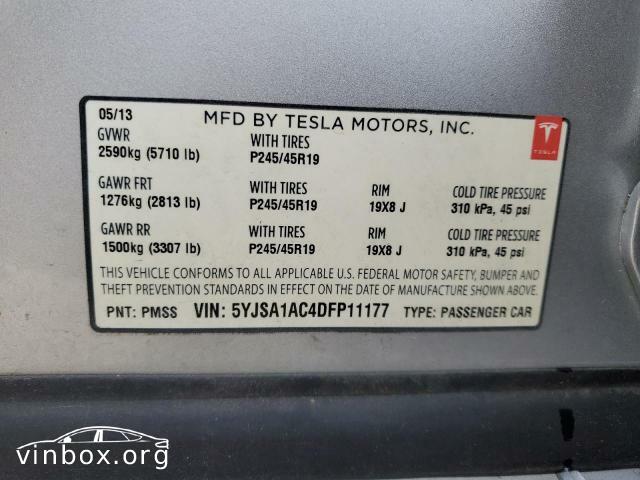 05/13 MFD BY TESLA MOTORS, INC.
GVWR WITH TIRES
2590kg (5710 lb) P245/45R19
TESLA
GAWR FRT WITH TIRES RIM COLD TIRE PRESSURE
1276kg (2813 lb) P245/45R19 19X8 J 310 kPa, 45 psi
GAWR RR WITH TIRES RIM COLD TIRE PRESSURE
1500kg (3307 lb) P245/45R19 19X8 J 310 kPa, 45 psi
THIS VEHICLE CONFORMS TO ALL APPLICABLE U.S. FEDERAL MOTOR SAFETY, BUMPER AND
THEFT PREVENTION STANDARDS IN EFFECT ON THE DATE OF MANUFACTURE SHOWN ABOVE.
PNT: PMSS VIN: 5YJSA1AC4DFP11177 TYPE: PASSENGER CAR
vinbox.org